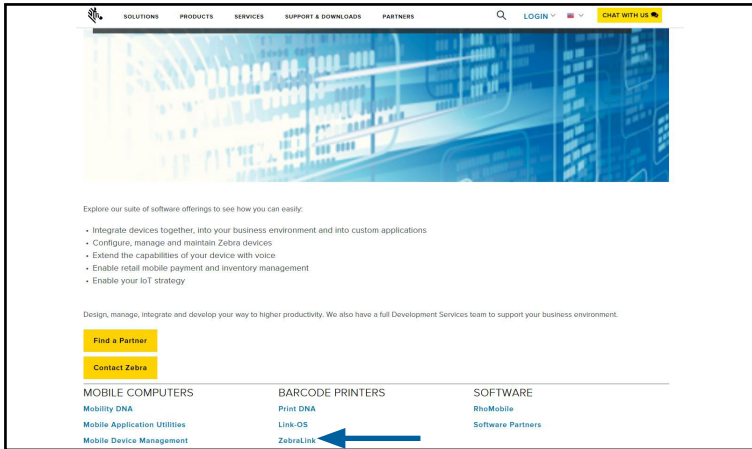 SOLUTIONS PRODUCTS SERVICES SUPPORT & DOWNLOADS PARTNERS LOGIN CHAT WITH US
Explore our suite of software offerings to see how you can easily:
• Integrate devices together, into your business environment and into custom applications
• Configure, manage and maintain Zebra devices
• Extend the capabilities of your device with voice
• Enable retail mobile payment and inventory management
• Enable your IoT strategy
Design, manage, integrate and develop your way to higher productivity. We also have a full Development Services team to support your business environment.
Find a Partner
Contact Zebra
MOBILE COMPUTERS BARCODE PRINTERS SOFTWARE
Mobility DNA Print DNA RhoMobile
Mobile Application Utilities Link-OS Software Partners
Mobile Device Management ZebraLink